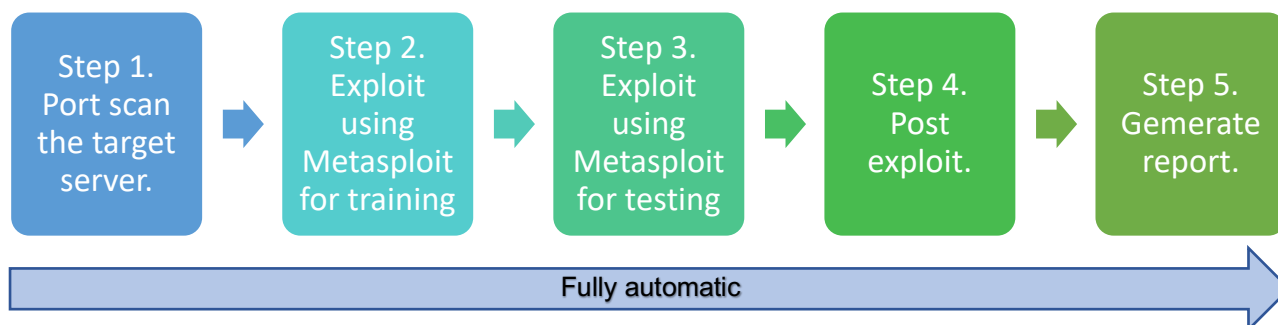 Step 1.
Port scan
the target
server.
Step 2.
Exploit
using
Metasploit
for training
Step 3.
Exploit
using
Metasploit
for testing
Step 4.
Post
exploit.
Step 5.
Gemerate
report.
Fully automatic